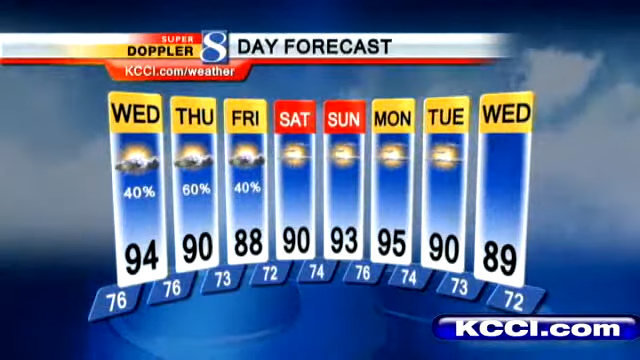 SUPER
DOPPLER 8 DAY FORECAST
KCCI.com/weather
WED THU FRI SAT SUN MON TUE WED
40% 60% 40%
94 90 88 90 93 95 90 89
76 76 73 72 74 76 74 73 72
KCCI.com